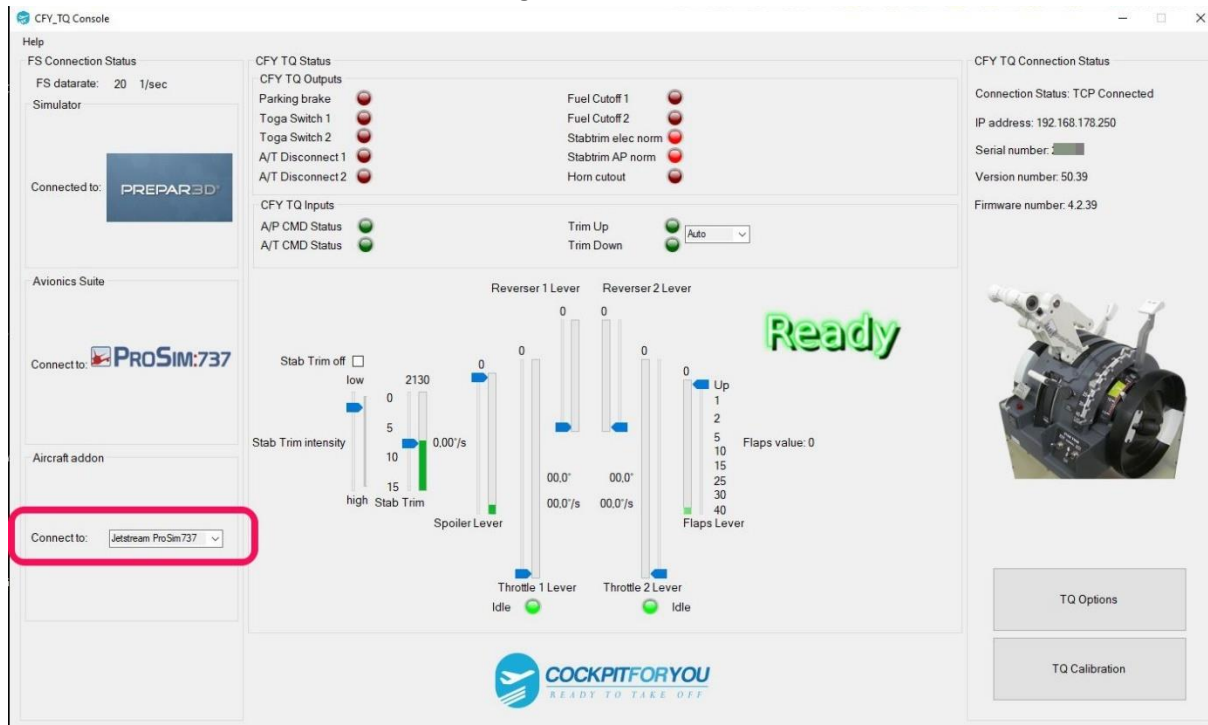 CFY_TQ Console
Help
FS Connection Status
FS datarate: 20 1/sec
Simulator
Connected to: PREPAR3D
Avionics Suite
Connect to: PROSIM:737
Aircraft addon
Connect to: Jetstream ProSim737
CFY TQ Status
CFY TQ Outputs
Parking brake
Toga Switch 1
Toga Switch 2
A/T Disconnect 1
A/T Disconnect 2
Fuel Cutoff 1
Fuel Cutoff 2
Stabtrim elec norm
Stabtrim AP norm
Horn cutout
CFY TQ Inputs
A/P CMD Status
A/T CMD Status
Trim Up
Trim Down
Auto
Reverser 1 Lever
Reverser 2 Lever
0
0
Ready
Stab Trim off
low
2130
0
5
10
15
0.00°/s
Stab Trim intensity
high
Stab Trim
0
Spoiler Lever
0
0
00,0°
00,0°
00,0°/s
00,0°/s
Throttle 1 Lever
Throttle 2 Lever
Idle
Idle
0
Up
1
2
5
10
15
25
30
40
Flaps value: 0
Flaps Lever
COCKPITFORYOU
READY TO TAKE OFF
CFY TQ Connection Status
Connection Status: TCP Connected
IP address: 192.168.178.250
Serial number:
Version number: 50.39
Firmware number: 4.2.39
TQ Options
TQ Calibration